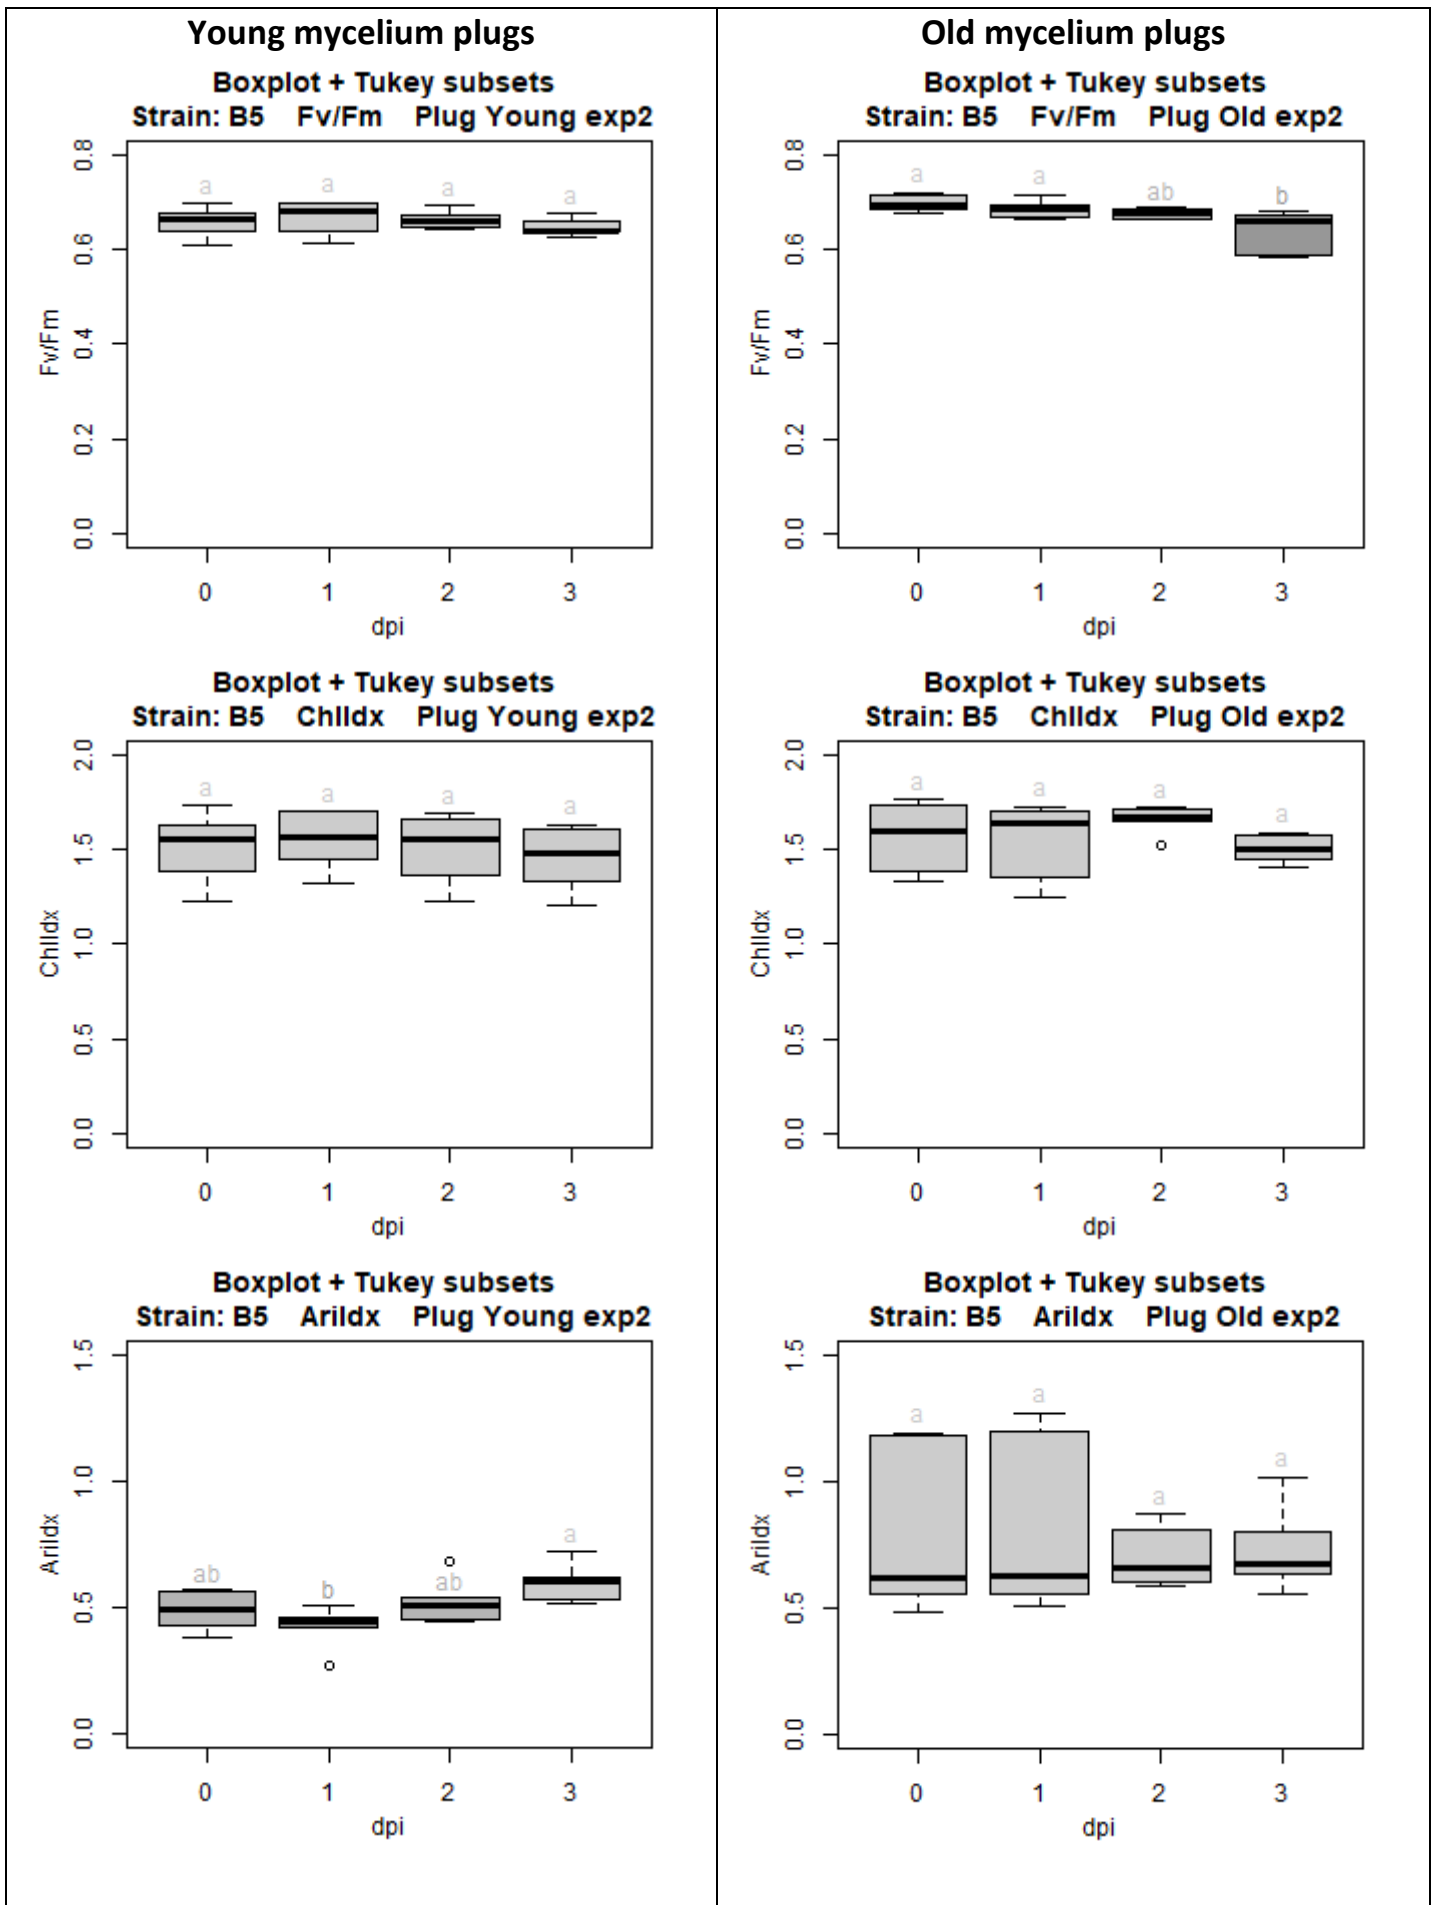 Young mycelium plugs
Boxplot + Tukey subsets
Strain: B5 Fv/Fm Plug Young exp2
0.8
0.6
0.4
0.2
0.0
Fv/Fm
a a a a
0 1 2 3
dpi
Boxplot + Tukey subsets
Strain: B5 ChlIdx Plug Young exp2
2.0
1.5
1.0
0.5
0.0
ChlIdx
a a a a
0 1 2 3
dpi
Boxplot + Tukey subsets
Strain: B5 AriIdx Plug Young exp2
1.5
1.0
0.5
0.0
AriIdx
ab b ab a
0 1 2 3
dpi
Old mycelium plugs
Boxplot + Tukey subsets
Strain: B5 Fv/Fm Plug Old exp2
0.8
0.6
0.4
0.2
0.0
Fv/Fm
a a ab b
0 1 2 3
dpi
Boxplot + Tukey subsets
Strain: B5 ChlIdx Plug Old exp2
2.0
1.5
1.0
0.5
0.0
ChlIdx
a a a a
0 1 2 3
dpi
Boxplot + Tukey subsets
Strain: B5 AriIdx Plug Old exp2
1.5
1.0
0.5
0.0
AriIdx
a a a a
0 1 2 3
dpi